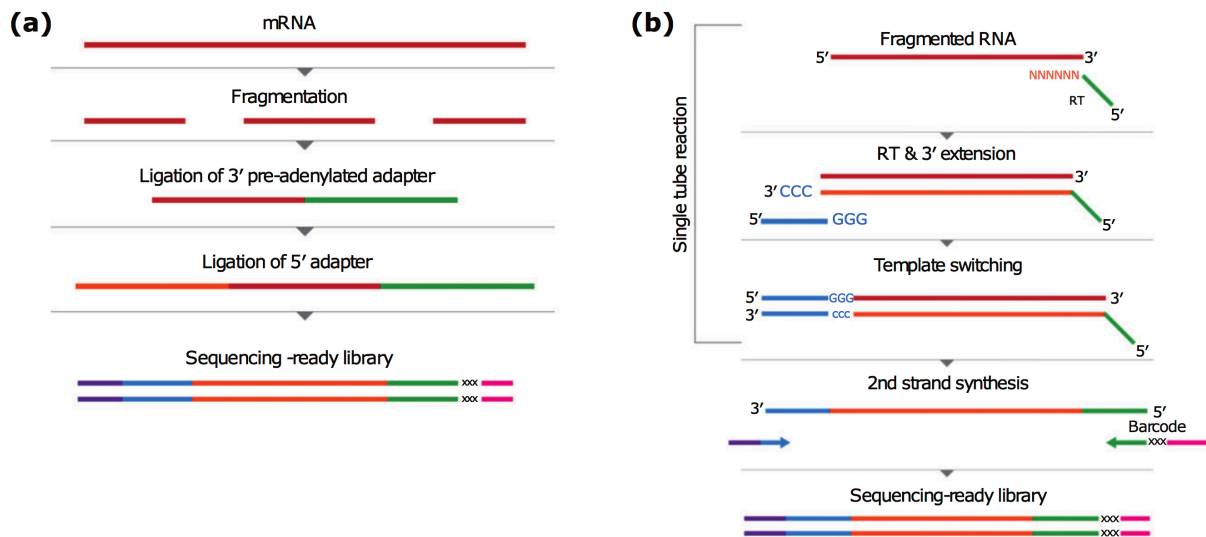 (a)
mRNA
Fragmentation
Ligation of 3′ pre-adenylated adapter
Ligation of 5′ adapter
Sequencing -ready library
xxx
xxx
(b)
Single tube reaction
Fragmented RNA
5′ 3′
NNNNNN
RT
5′
RT & 3′ extension
3′
3′ CCC
5′ GGG 5′
Template switching
5′ GGG 3′
3′ CCC
5′
2nd strand synthesis
3′ 5′
Barcode
xxx
Sequencing-ready library
xxx
xxx